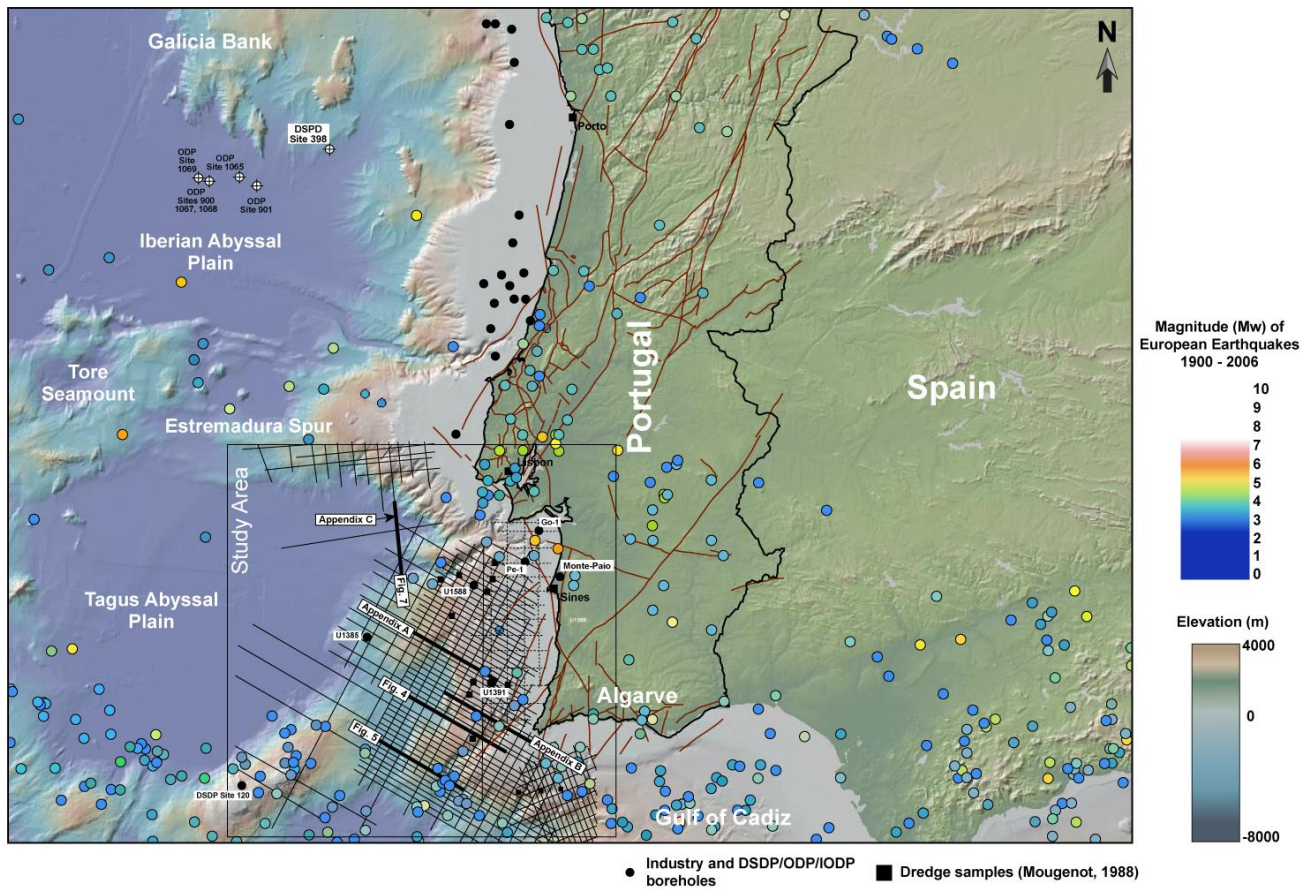 Galicia Bank
N
DSPD
Site 398
Porto
ODP
Site
1069
ODP
Site 1065
ODP
Sites 900
1067, 1068
ODP
Site 901
Iberian Abyssal
Plain
Magnitude (Mw) of
European Earthquakes
1900 - 2006
10
9
8
7
6
5
4
3
2
1
0
Portugal
Spain
Tore
Seamount
Estremadura Spur
Lisbon
Study Area
Appendix C
Go-1
Fig. 7
Pe-1
Monte-Paio
U1588
Sines
U1588
Tagus Abyssal
Plain
Appendix A
U1385
Elevation (m)
4000
0
-8000
U1391
Algarve
Fig. 4
Fig. 5
Appendix B
DSDP Site 120
Gulf of Cadiz
Industry and DSDP/ODP/IODP
boreholes
Dredge samples (Mougenot, 1988)